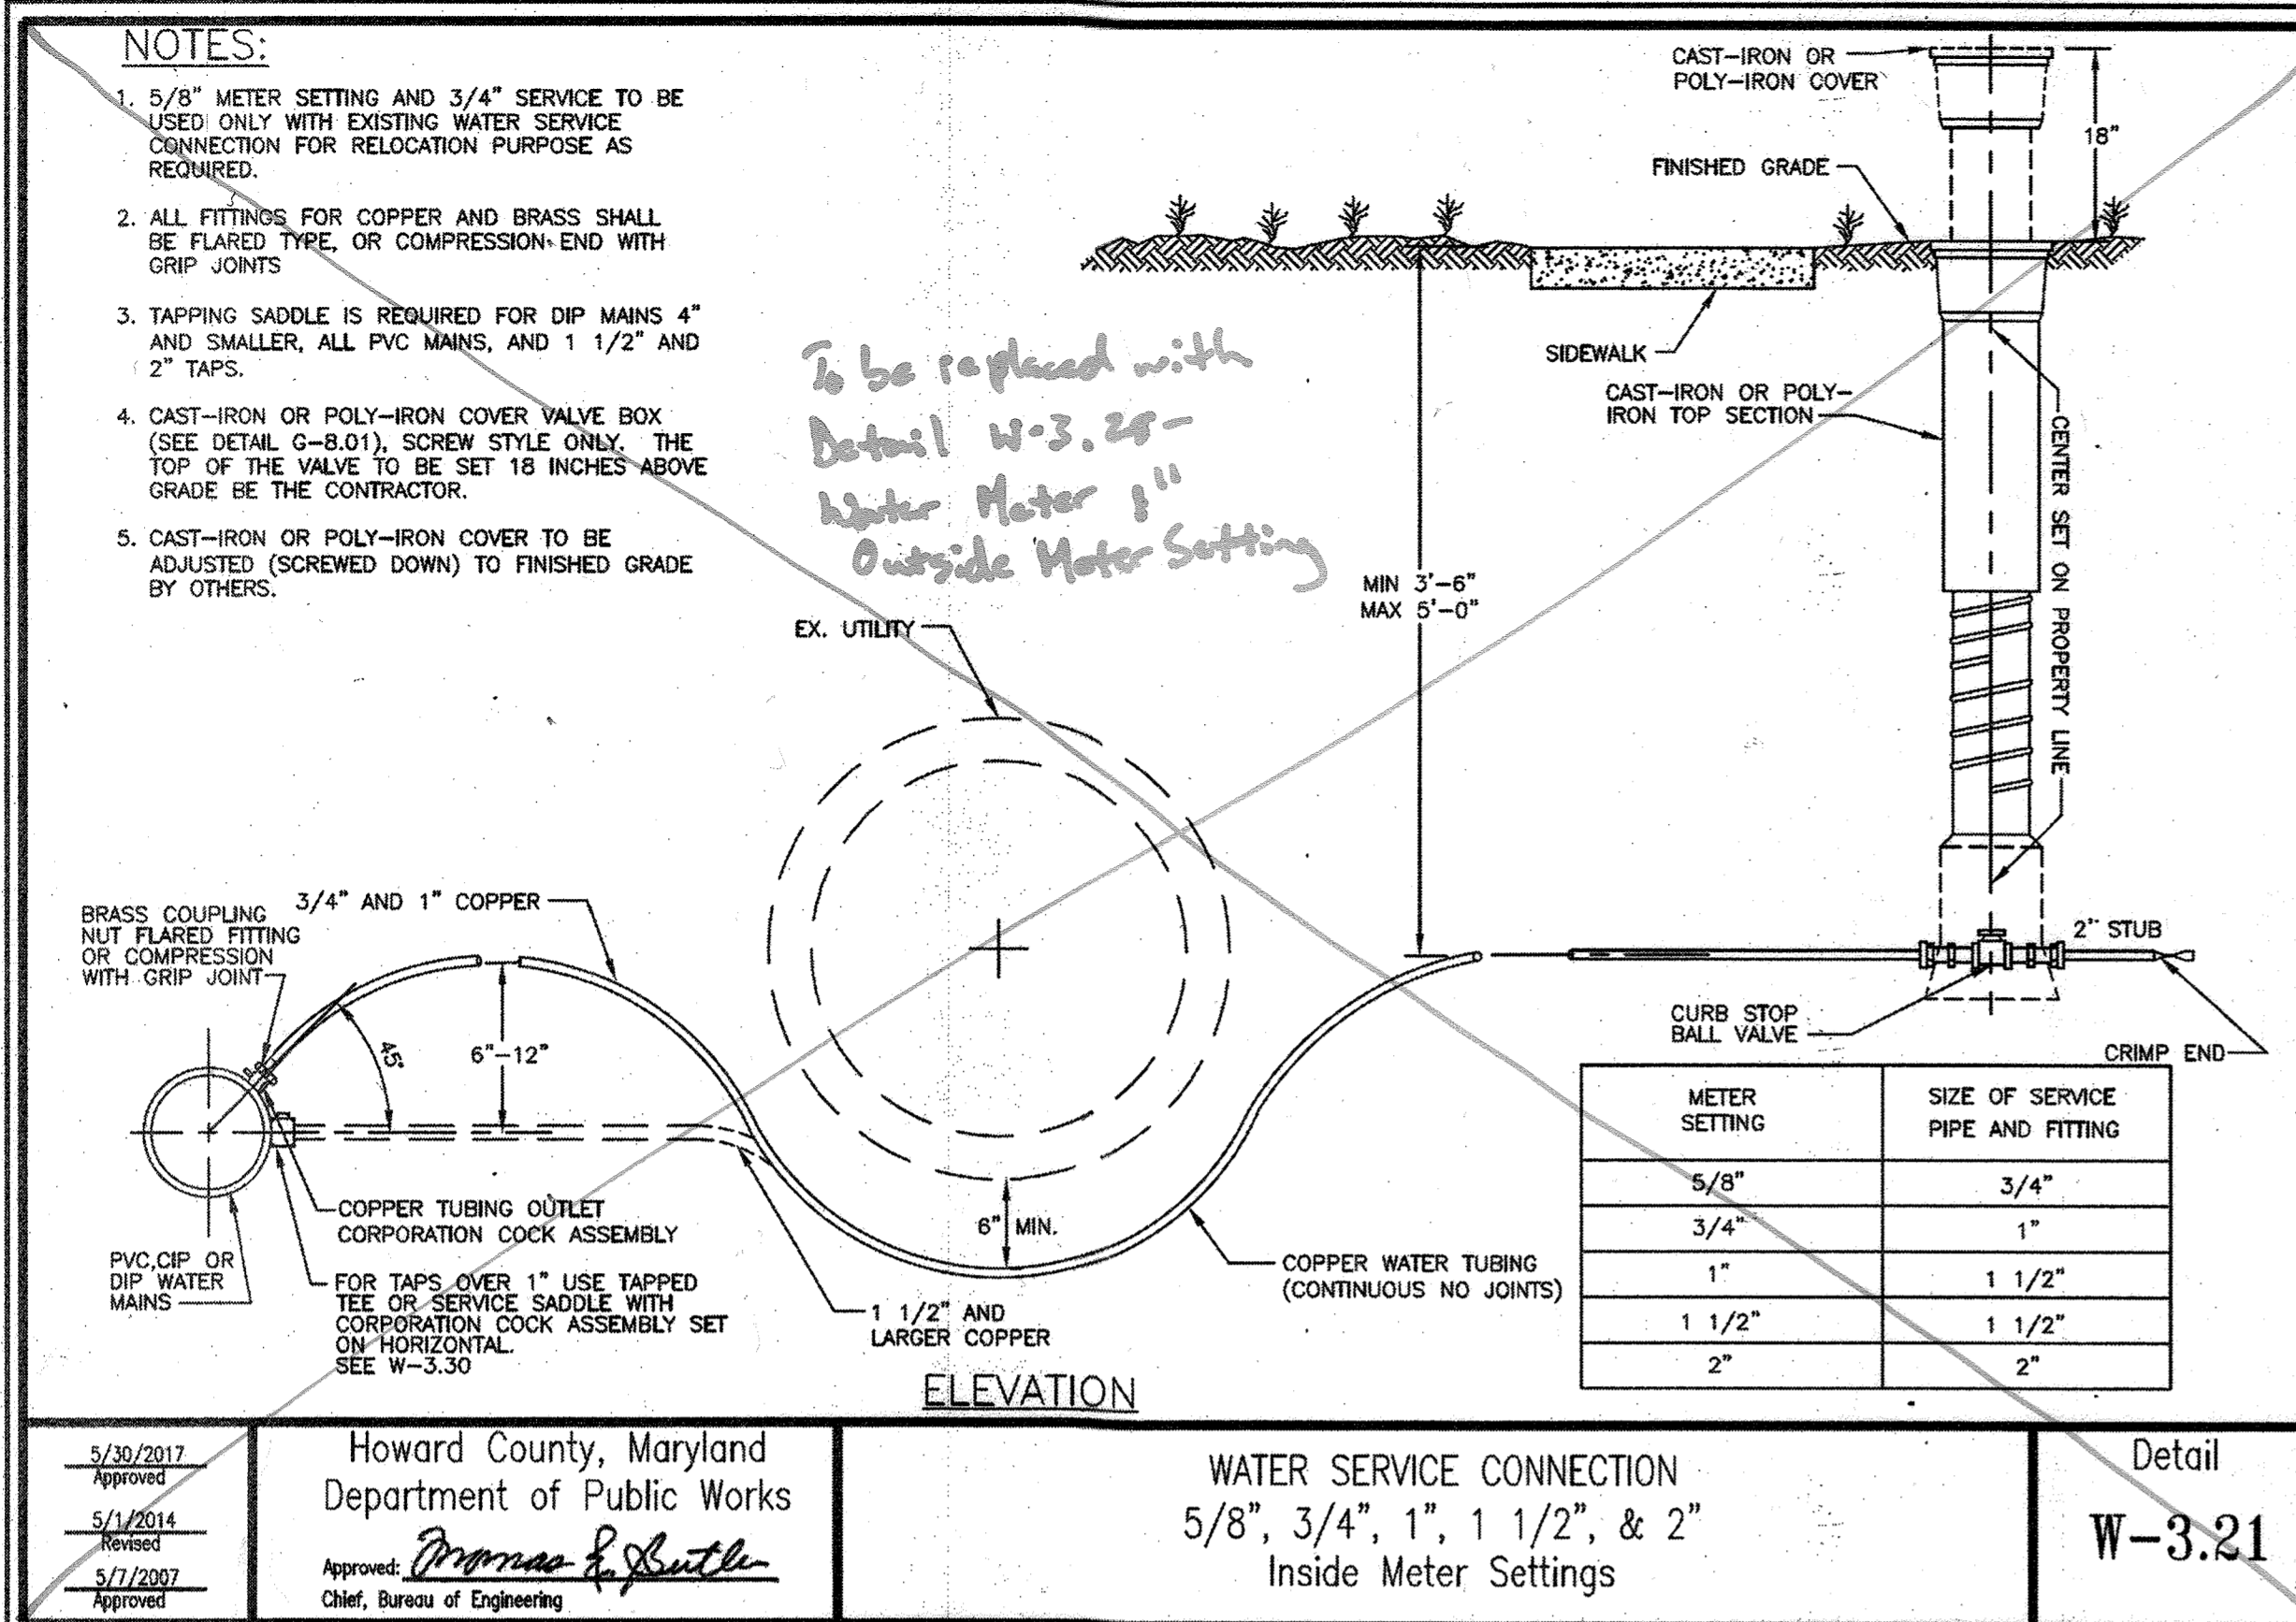 NOTES:
1. 5/8" METER SETTING AND 3/4" SERVICE TO BE
USED ONLY WITH EXISTING WATER SERVICE
CONNECTION FOR RELOCATION PURPOSE AS
REQUIRED.
2. ALL FITTINGS FOR COPPER AND BRASS SHALL
BE FLARED TYPE, OR COMPRESSION END WITH
GRIP JOINTS
3. TAPPING SADDLE IS REQUIRED FOR DIP MAINS 4"
AND SMALLER, ALL PVC MAINS, AND 1 1/2" AND
2" TAPS.
4. CAST-IRON OR POLY-IRON COVER VALVE BOX
(SEE DETAIL G-8.01), SCREW STYLE ONLY. THE
TOP OF THE VALVE TO BE SET 18 INCHES ABOVE
GRADE BE THE CONTRACTOR.
5. CAST-IRON OR POLY-IRON COVER TO BE
ADJUSTED (SCREWED DOWN) TO FINISHED GRADE
BY OTHERS.
To be replaced with
Detail
Water Meter
Outside Meter Setting
CAST-IRON OR
POLY-IRON COVER
18"
FINISHED GRADE
SIDEWALK
CAST-IRON OR POLY-
IRON TOP SECTION
CENTER SET ON PROPERTY LINE
MIN 3'-6"
MAX 5'-0"
EX. UTILITY
3/4" AND 1" COPPER
BRASS COUPLING
NUT FLARED FITTING
OR COMPRESSION
WITH GRIP JOINT
45°
6"-12"
2" STUB
CURB STOP
BALL VALVE
CRIMP END
COPPER TUBING OUTLET
CORPORATION COCK ASSEMBLY
6" MIN.
PVC,CIP OR
DIP WATER
MAINS
FOR TAPS OVER 1" USE TAPPED
TEE OR SERVICE SADDLE WITH
CORPORATION COCK ASSEMBLY SET
ON HORIZONTAL.
SEE W-3.30
1 1/2" AND
LARGER COPPER
COPPER WATER TUBING
(CONTINUOUS NO JOINTS)
METER
SETTING
SIZE OF SERVICE
PIPE AND FITTING
5/8" 3/4"
3/4" 1"
1" 1 1/2"
1 1/2" 1 1/2"
2" 2"
ELEVATION
5/30/2017
Approved
5/1/2014
Revised
5/7/2007
Approved
Howard County, Maryland
Department of Public Works
Approved: Thomas E. Butler
Chief, Bureau of Engineering
WATER SERVICE CONNECTION
5/8", 3/4", 1", 1 1/2", & 2"
Inside Meter Settings
Detail
W-3.21